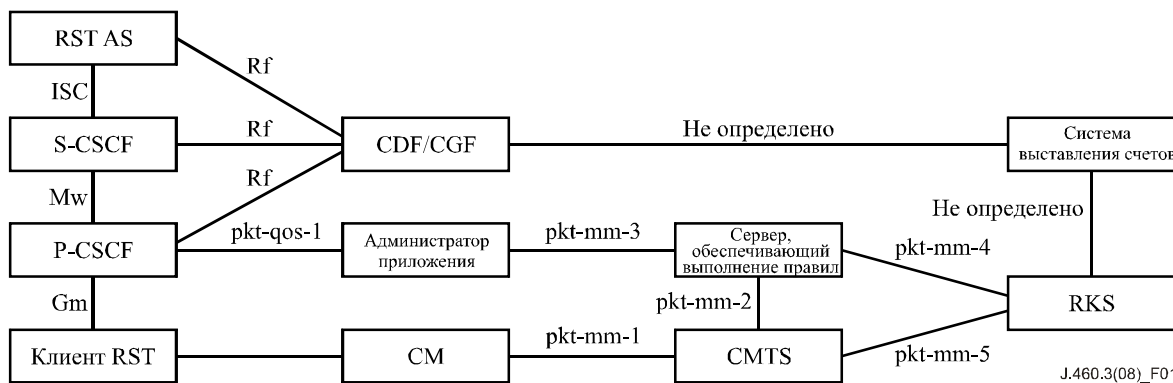 RST AS
Rf
ISC
S-CSCF
Rf
CDF/CGF
Не определено
Система
выставления счетов
Mw
Rf
Не определено
P-CSCF
pkt-qos-1
Администратор
приложения
pkt-mm-3
Сервер,
обеспечивающий
выполнение правил
pkt-mm-4
Gm
pkt-mm-2
RKS
Клиент RST
CM
pkt-mm-1
CMTS
pkt-mm-5
J.460.3(08)_F01